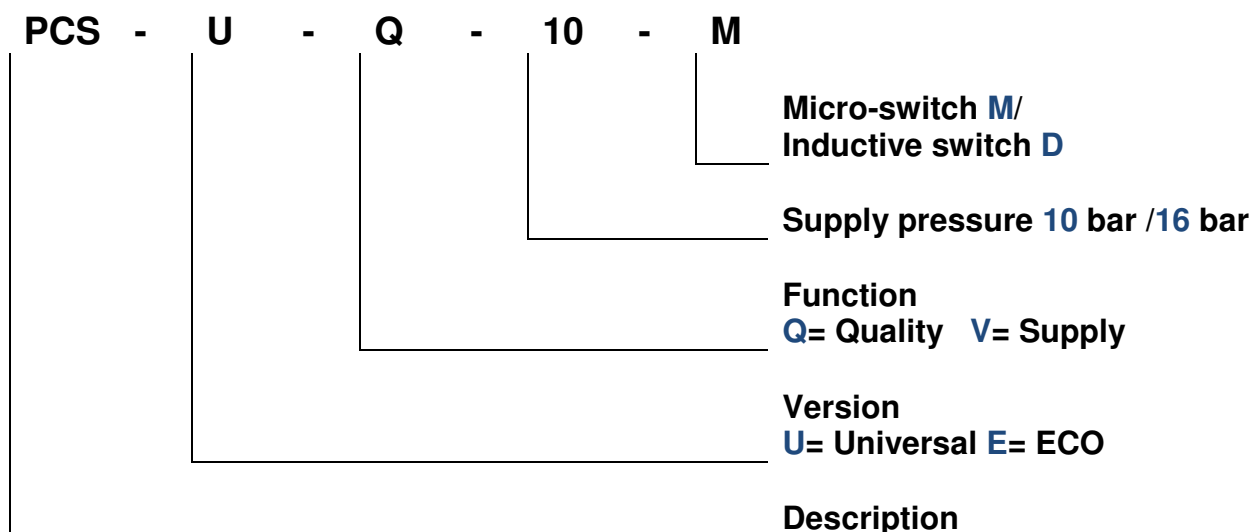 PCS - U - Q - 10 - M
Micro-switch M/
Inductive switch D
Supply pressure 10 bar /16 bar
Function
Q= Quality V= Supply
Version
U= Universal E= ECO
Description